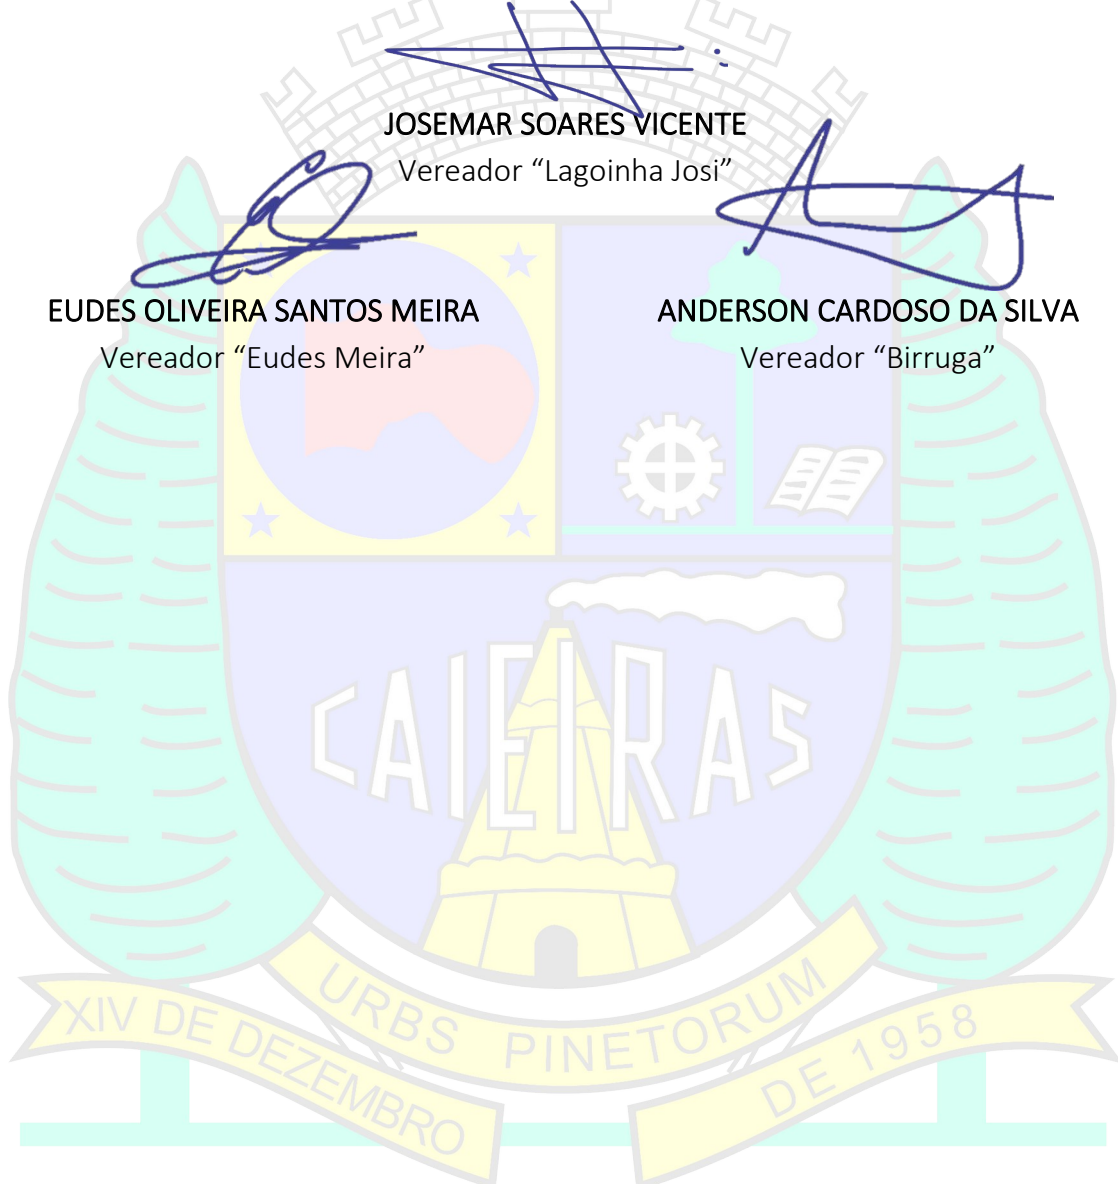 JOSEMAR SOARES VICENTE
Vereador “Lagoinha Josi”
EUDES OLIVEIRA SANTOS MEIRA
Vereador “Eudes Meira”
ANDERSON CARDOSO DA SILVA
Vereador “Birruga”
CAIEIRAS
URBS PINETORUM
XIV DE DEZEMBRO DE 1958